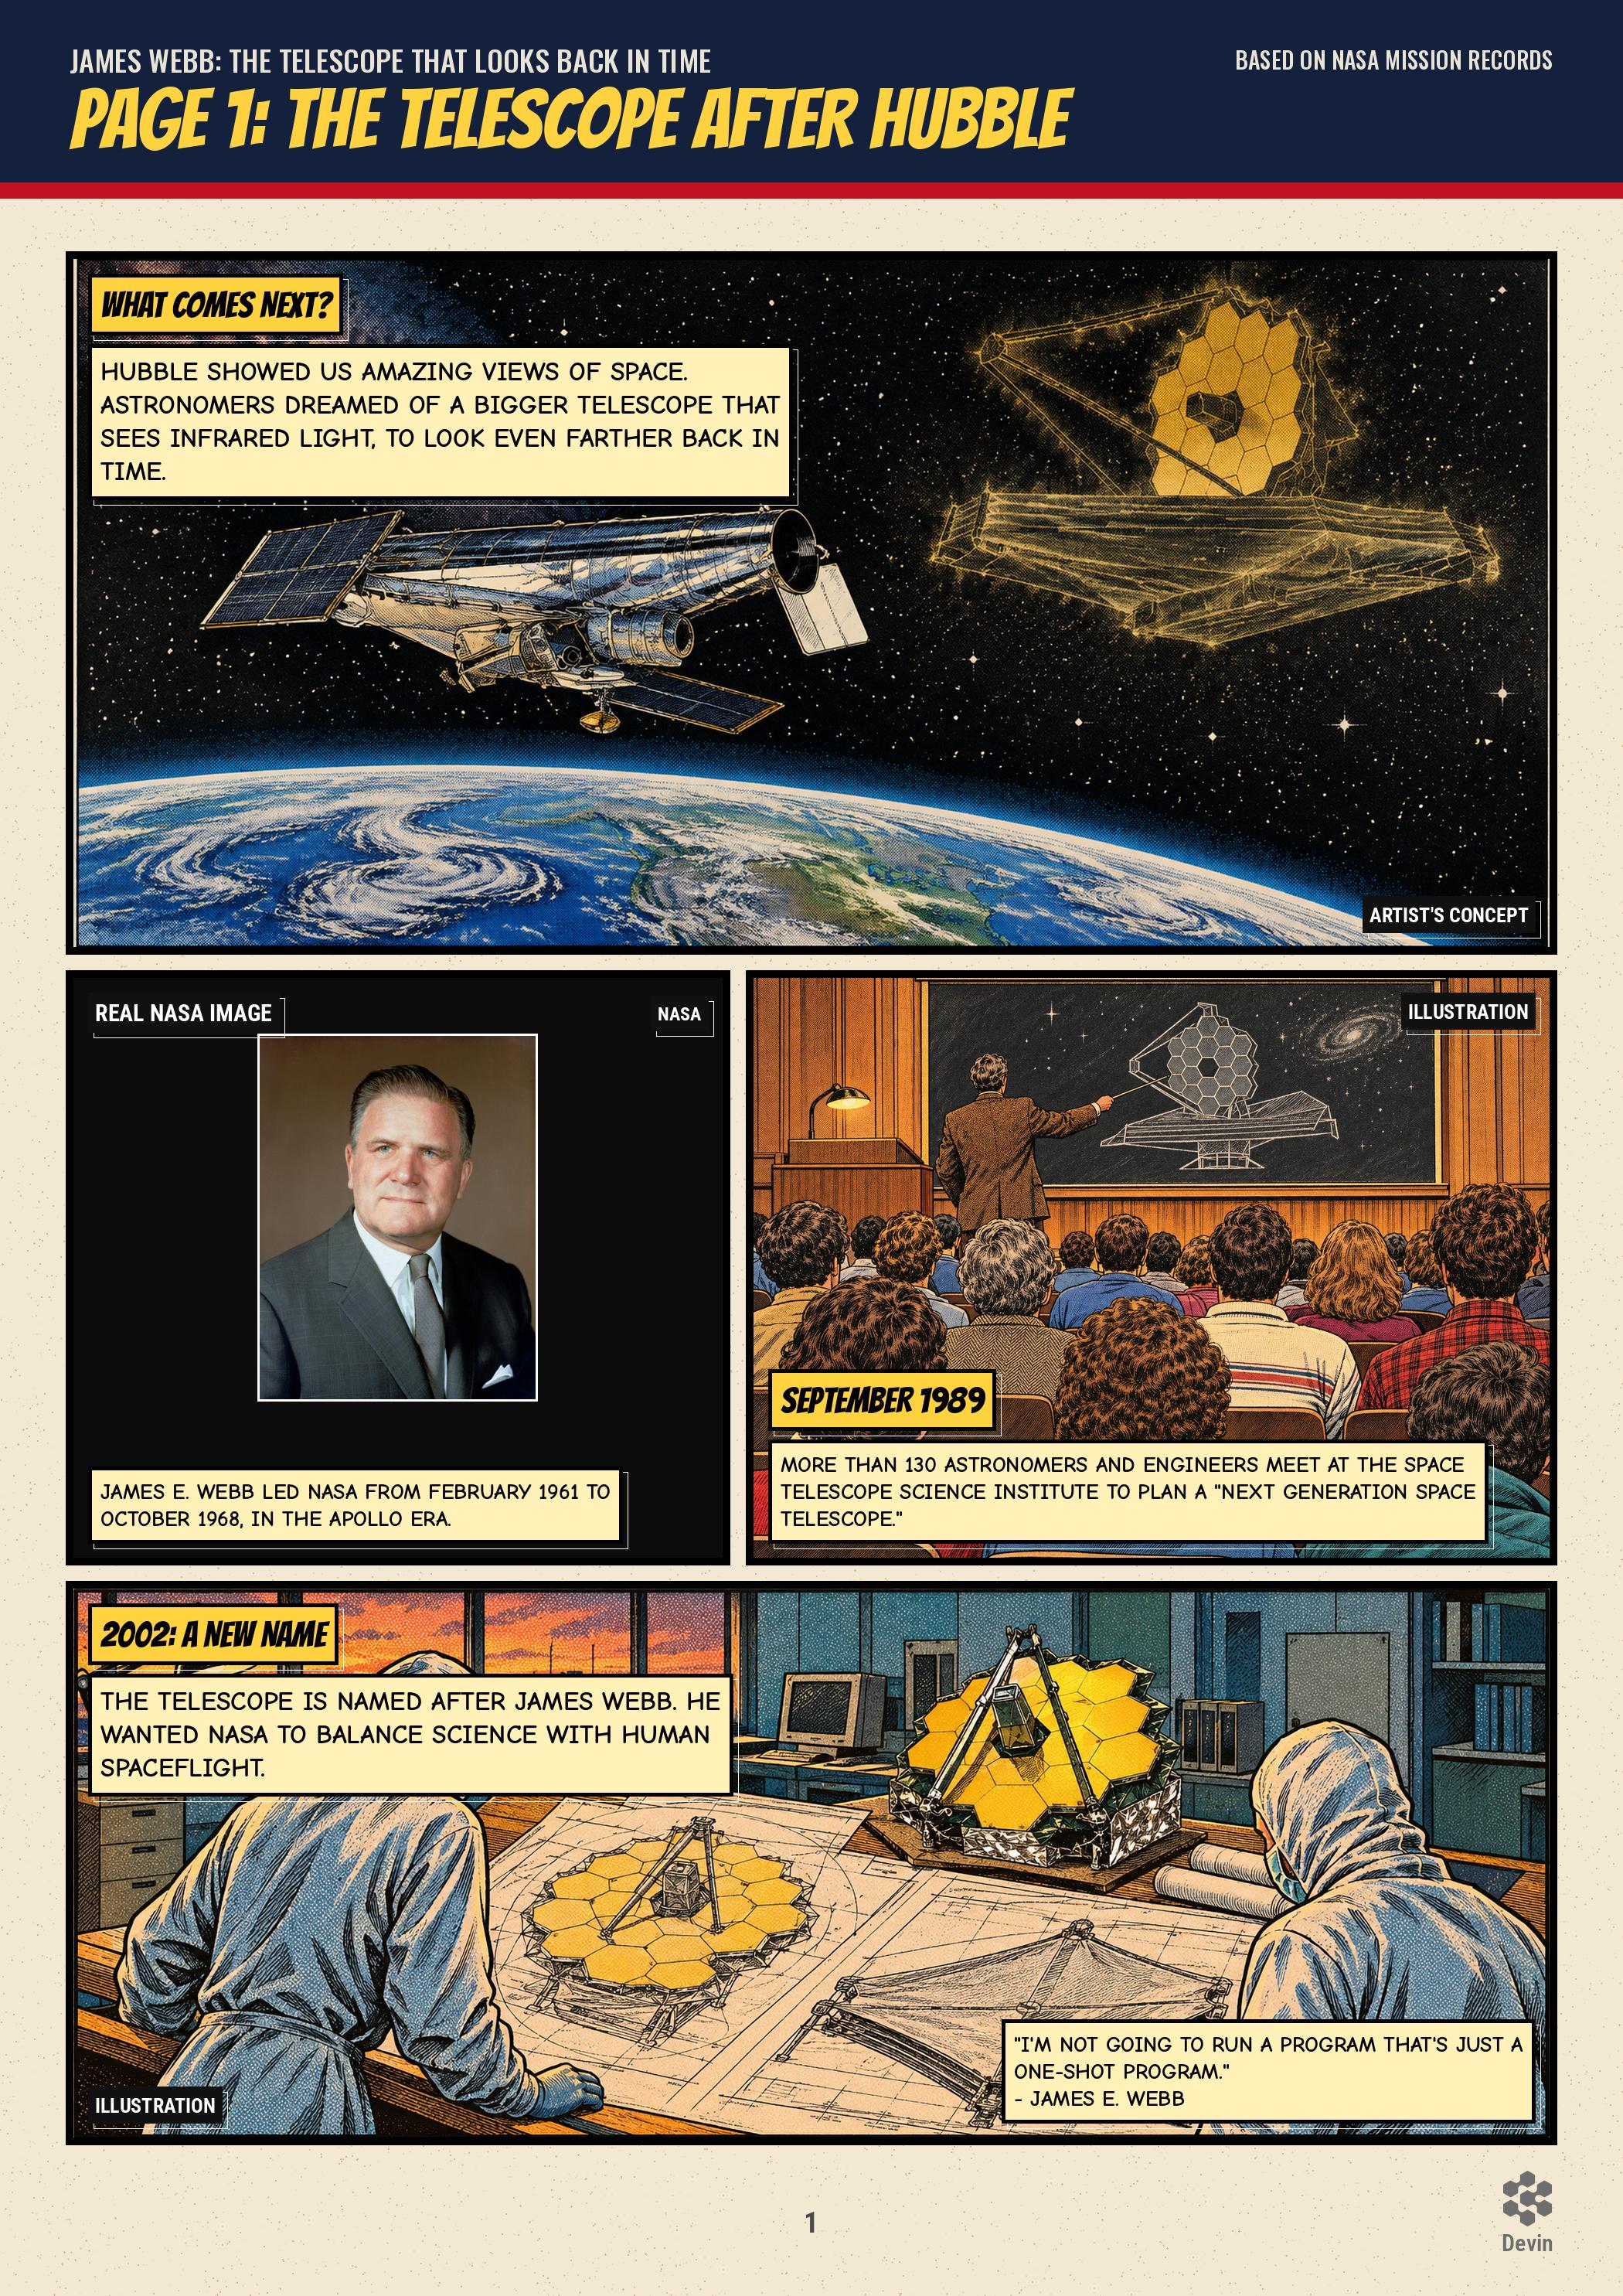 JAMES WEBB: THE TELESCOPE THAT LOOKS BACK IN TIME
BASED ON NASA MISSION RECORDS
PAGE 1: THE TELESCOPE AFTER HUBBLE
WHAT COMES NEXT?
HUBBLE SHOWED US AMAZING VIEWS OF SPACE.
ASTRONOMERS DREAMED OF A BIGGER TELESCOPE THAT
SEES INFRARED LIGHT, TO LOOK EVEN FARTHER BACK IN
TIME.
ARTIST'S CONCEPT
REAL NASA IMAGE
NASA
JAMES E. WEBB LED NASA FROM FEBRUARY 1961 TO
OCTOBER 1968, IN THE APOLLO ERA.
ILLUSTRATION
SEPTEMBER 1989
MORE THAN 130 ASTRONOMERS AND ENGINEERS MEET AT THE SPACE
TELESCOPE SCIENCE INSTITUTE TO PLAN A "NEXT GENERATION SPACE
TELESCOPE."
2002: A NEW NAME
THE TELESCOPE IS NAMED AFTER JAMES WEBB. HE
WANTED NASA TO BALANCE SCIENCE WITH HUMAN
SPACEFLIGHT.
"I'M NOT GOING TO RUN A PROGRAM THAT'S JUST A
ONE-SHOT PROGRAM."
- JAMES E. WEBB
ILLUSTRATION
1
Devin